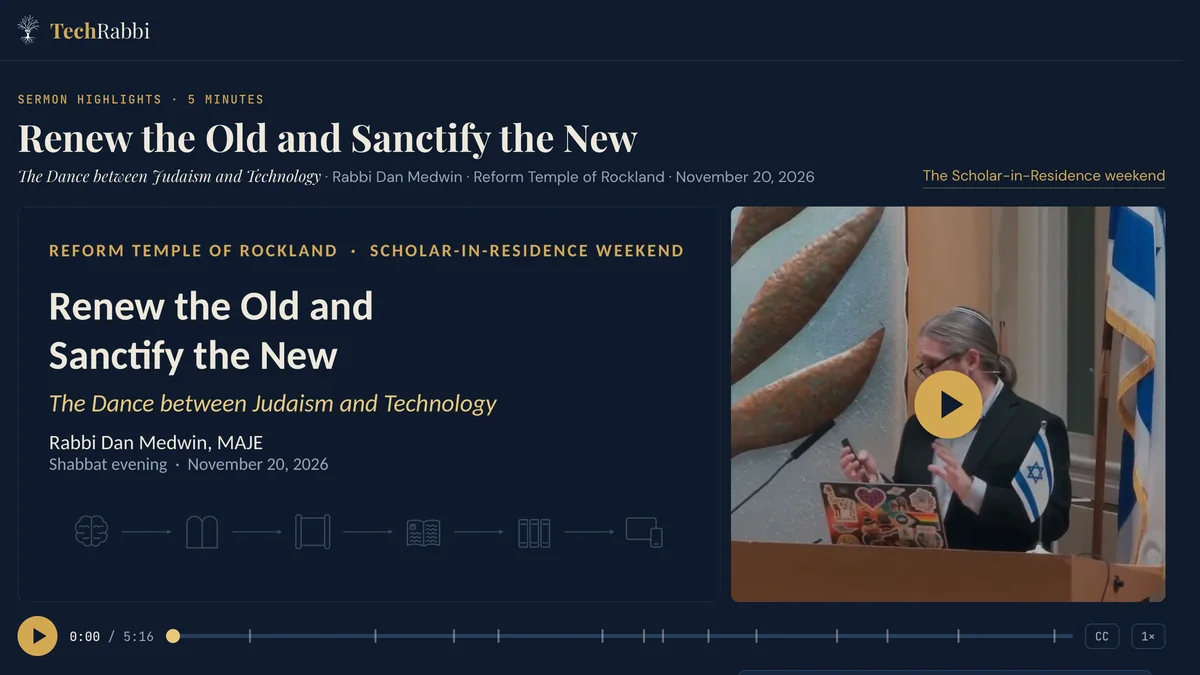 TechRabbi
SERMON HIGHLIGHTS · 5 MINUTES
Renew the Old and Sanctify the New
The Dance between Judaism and Technology · Rabbi Dan Medwin · Reform Temple of Rockland · November 20, 2026
The Scholar-in-Residence weekend
REFORM TEMPLE OF ROCKLAND · SCHOLAR-IN-RESIDENCE WEEKEND
Renew the Old and
Sanctify the New
The Dance between Judaism and Technology
Rabbi Dan Medwin, MAJE
Shabbat evening · November 20, 2026
0:00 / 5:16
CC
1×